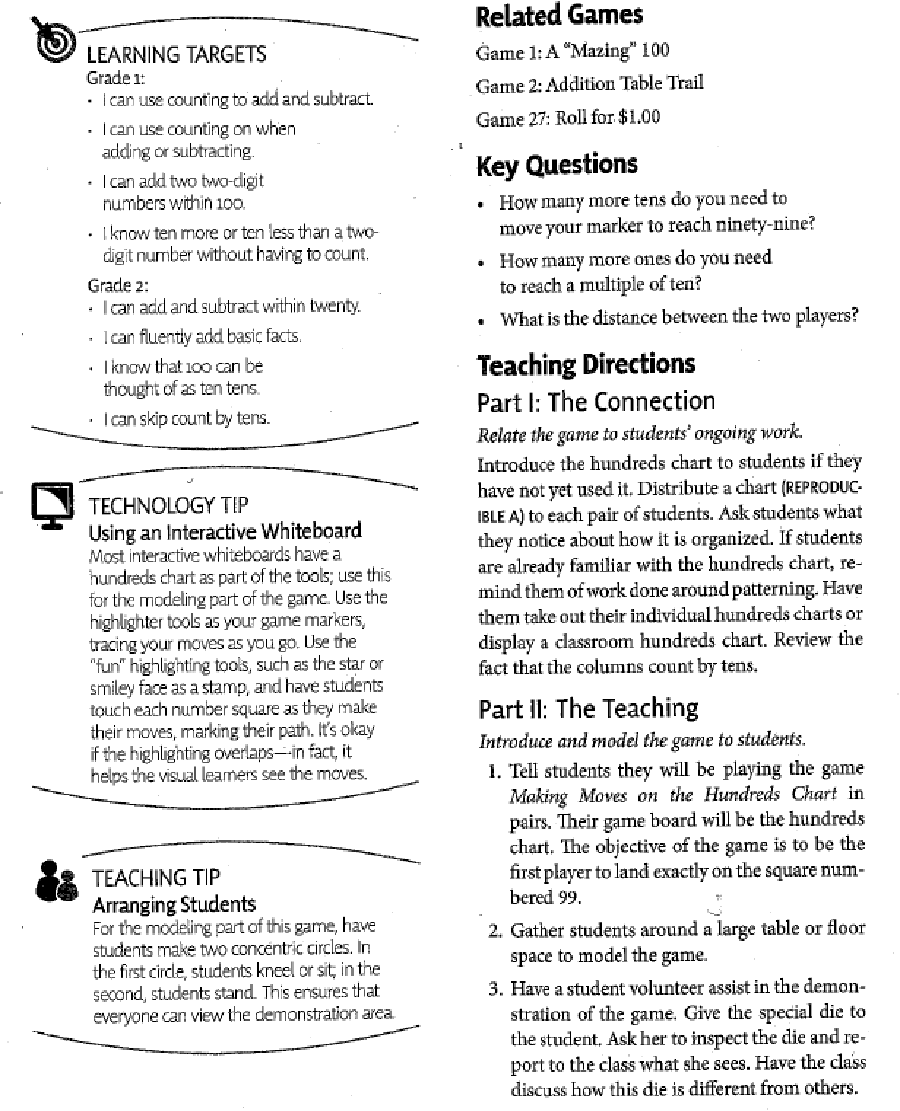 LEARNING TARGETS
Grade 1:
• I can use counting to add and subtract.
• I can use counting on when
adding or subtracting.
• I can add two two-digit
numbers within 100.
• I know ten more or ten less than a two-
digit number without having to count.
Grade 2:
• I can add and subtract within twenty.
• I can fluently add basic facts.
• I know that 100 can be
thought of as ten tens.
• I can skip count by tens.
TECHNOLOGY TIP
Using an Interactive Whiteboard
Most interactive whiteboards have a
hundreds chart as part of the tools; use this
for the modeling part of the game. Use the
highlighter tools as your game markers,
tracing your moves as you go. Use the
"fun" highlighting tools, such as the star or
smiley face as a stamp, and have students
touch each number square as they make
their moves, marking their path. It's okay
if the highlighting overlaps—in fact, it
helps the visual learners see the moves.
TEACHING TIP
Arranging Students
For the modeling part of this game, have
students make two concentric circles. In
the first circle, students kneel or sit; in the
second, students stand. This ensures that
everyone can view the demonstration area.
Related Games
Game 1: A "Mazing" 100
Game 2: Addition Table Trail
Game 27: Roll for $1.00
Key Questions
• How many more tens do you need to
move your marker to reach ninety-nine?
• How many more ones do you need
to reach a multiple of ten?
• What is the distance between the two players?
Teaching Directions
Part I: The Connection
Relate the game to students' ongoing work.
Introduce the hundreds chart to students if they
have not yet used it. Distribute a chart (REPRODUC-
IBLE A) to each pair of students. Ask students what
they notice about how it is organized. If students
are already familiar with the hundreds chart, re-
mind them of work done around patterning. Have
them take out their individual hundreds charts or
display a classroom hundreds chart. Review the
fact that the columns count by tens.
Part II: The Teaching
Introduce and model the game to students.
1. Tell students they will be playing the game
Making Moves on the Hundreds Chart in
pairs. Their game board will be the hundreds
chart. The objective of the game is to be the
first player to land exactly on the square num-
bered 99.
2. Gather students around a large table or floor
space to model the game.
3. Have a student volunteer assist in the demon-
stration of the game. Give the special die to
the student. Ask her to inspect the die and re-
port to the class what she sees. Have the class
discuss how this die is different from others.